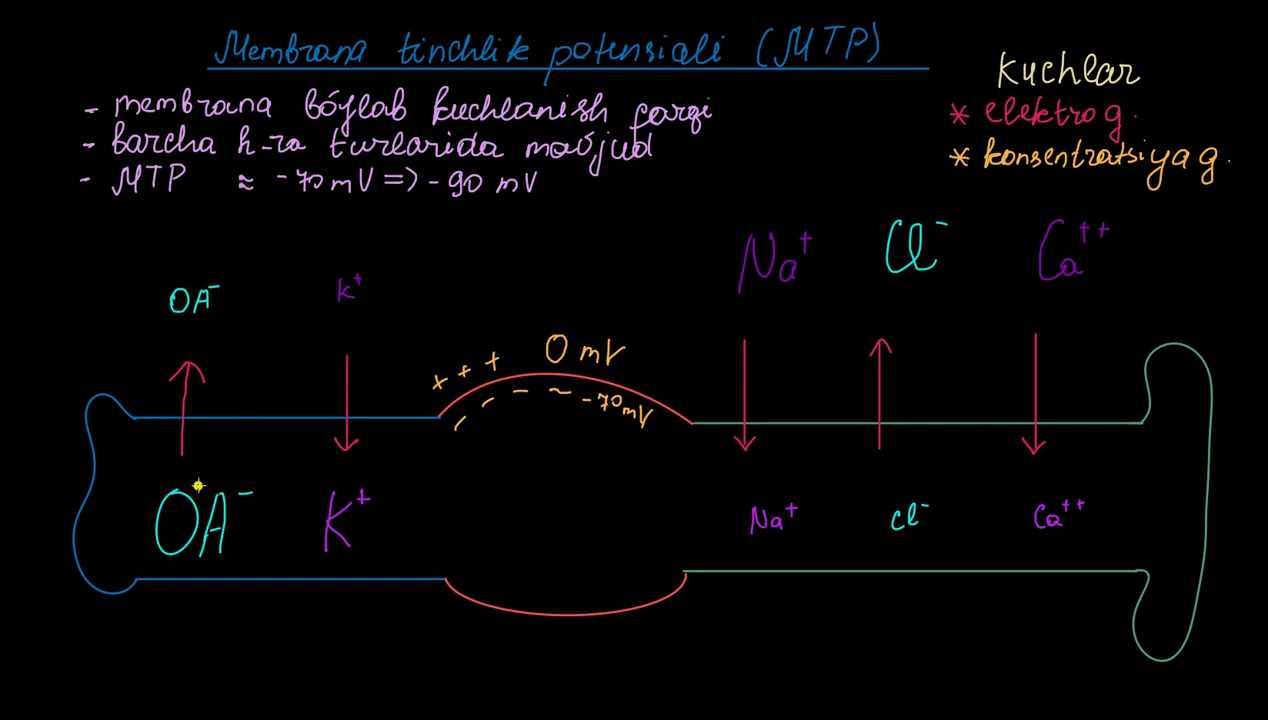 Membrana tinchlik potensiali (MTP)
- membrana bo'ylab kuchlanish farqi
- barcha h-ra turlarida mavjud
- MTP ≈ -70 mV => -90 mV
Kuchlar
* elektro g.
* konsentratsiya g.
OA⁻ K⁺ Na⁺ Cl⁻ Ca⁺⁺
+ + + 0 mV
- - - ~ -70 mV
OA⁻ K⁺ Na⁺ Cl⁻ Ca⁺⁺